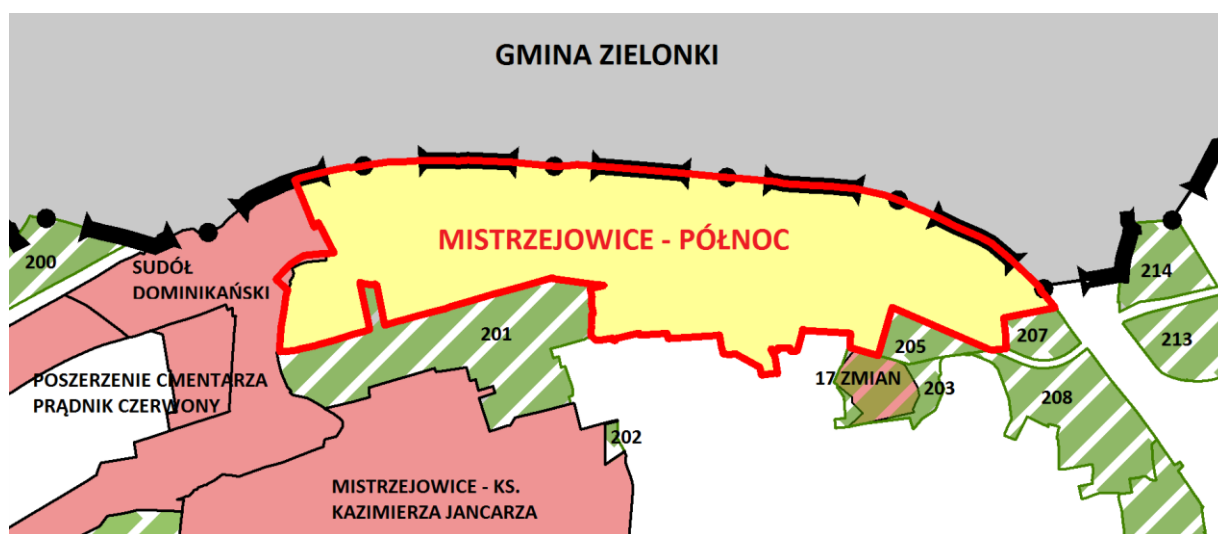 GMINA ZIELONKI
MISTRZEJOWICE - PÓŁNOC
200
SUDÓŁ
DOMINIKAŃSKI
214
213
201
205
207
POSZERZENIE CMENTARZA
PRĄDNIK CZERWONY
17 ZMIAN
203
208
202
MISTRZEJOWICE - KS.
KAZIMIERZA JANCARZA